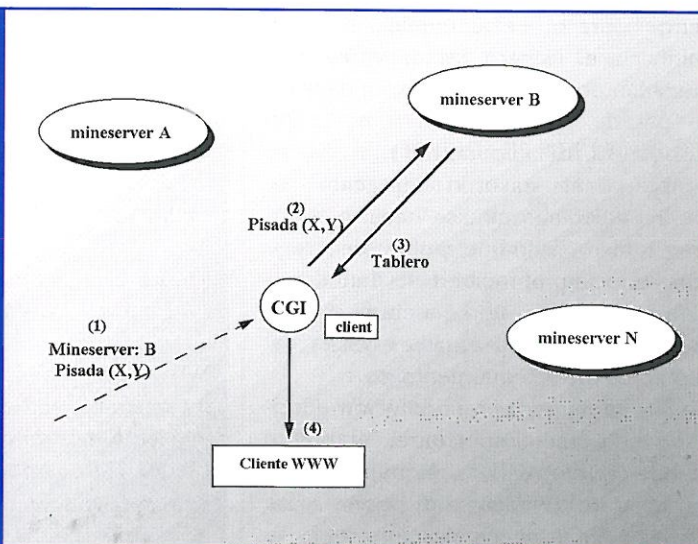 mineserver A
mineserver B
(2)
Pisada (X,Y)
(3)
Tablero
CGI
client
(1)
Mineserver: B
Pisada (X,Y)
mineserver N
(4)
Cliente WWW